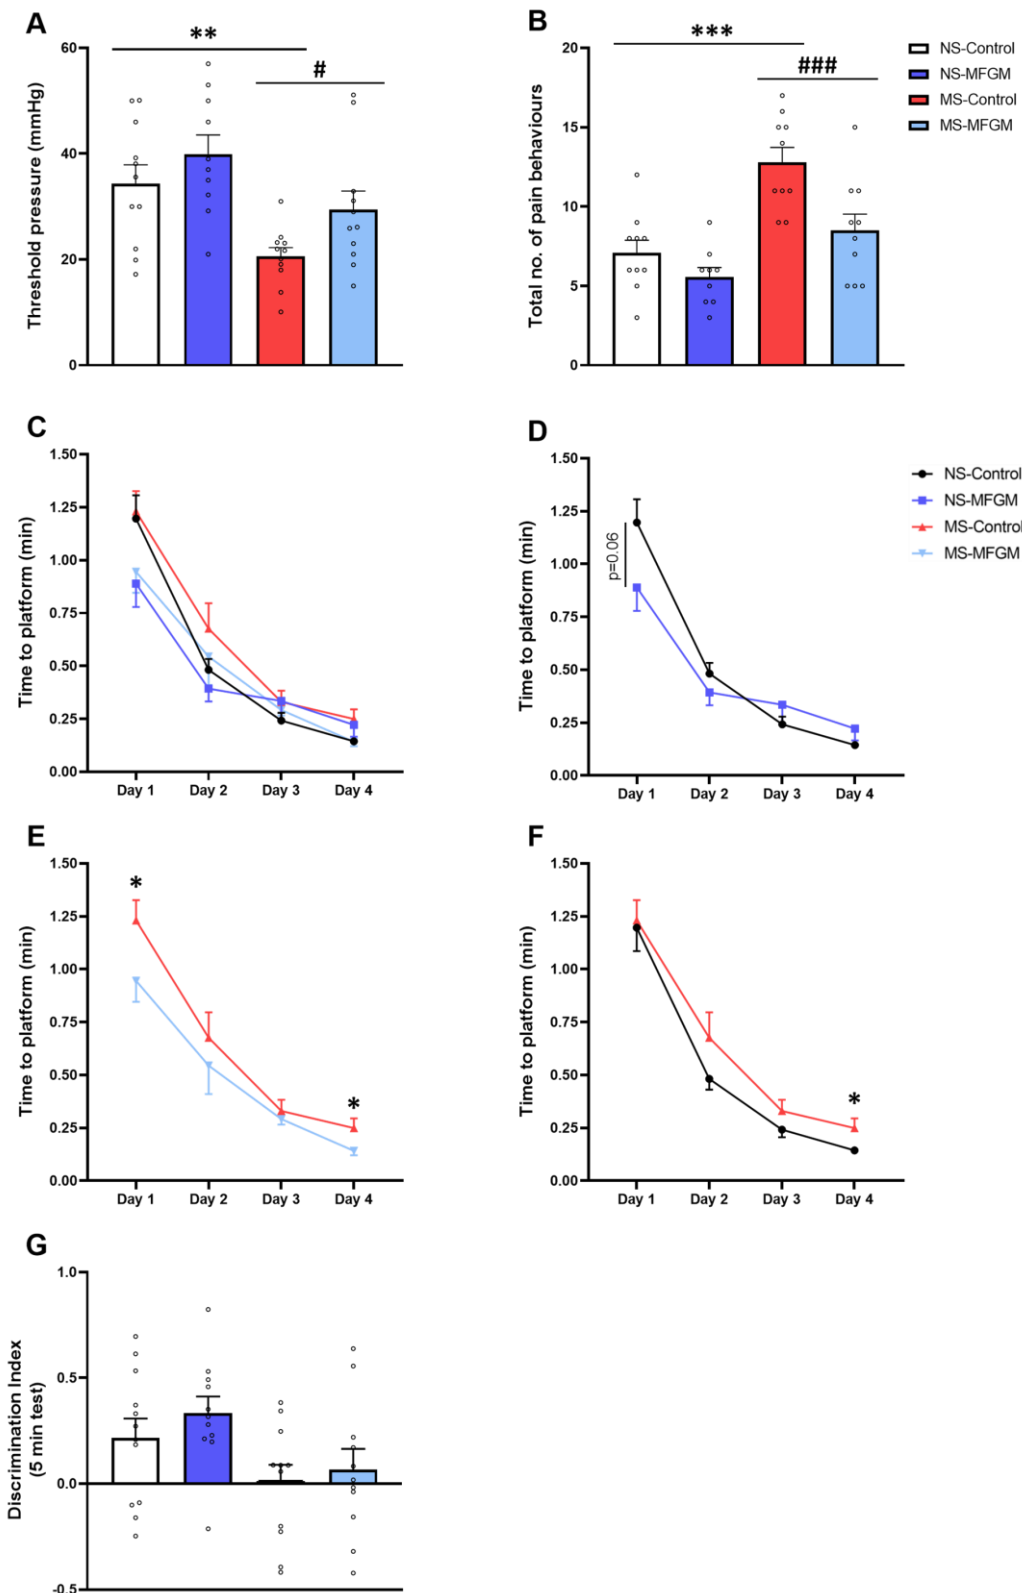 A
**
#
Threshold pressure (mmHg)
60
40
20
0
B
***
###
Total no. of pain behaviours
20
15
10
5
0
NS-Control
NS-MFGM
MS-Control
MS-MFGM
C
Time to platform (min)
1.50
1.25
1.00
0.75
0.50
0.25
0.00
Day 1 Day 2 Day 3 Day 4
D
Time to platform (min)
1.50
1.25
1.00
0.75
0.50
0.25
0.00
p=0.06
Day 1 Day 2 Day 3 Day 4
NS-Control
NS-MFGM
MS-Control
MS-MFGM
E
Time to platform (min)
1.50
1.25
1.00
0.75
0.50
0.25
0.00
*
*
Day 1 Day 2 Day 3 Day 4
F
Time to platform (min)
1.50
1.25
1.00
0.75
0.50
0.25
0.00
*
Day 1 Day 2 Day 3 Day 4
G
Discrimination Index
(5 min test)
1.0
0.5
0.0
-0.5